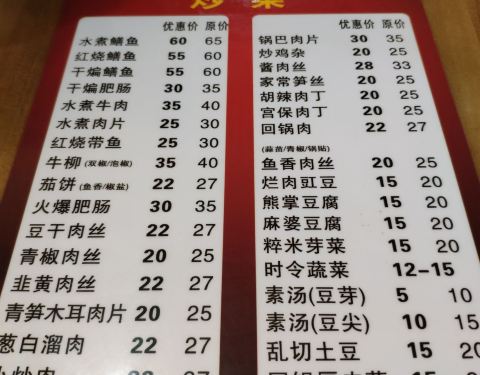 炒 菜
优惠价 原价
水煮鳝鱼 60 65
红烧鳝鱼 55 60
干煸鳝鱼 55 60
干煸肥肠 30 35
水煮牛肉 35 40
水煮肉片 25 30
红烧带鱼 25 30
牛柳(双椒/泡椒) 35 40
茄饼(鱼香/椒盐) 22 27
火爆肥肠 30 35
豆干肉丝 22 27
青椒肉丝 20 25
韭黄肉丝 22 27
青笋木耳肉片 20 25
葱白溜肉 22 27
小炒肉 22 27
优惠价 原价
锅巴肉片 30 35
炒鸡杂 20 25
酱肉丝 28 33
家常笋丝 20 25
胡辣肉丁 20 25
宫保肉丁 20 25
回锅肉 22 27
(蒜苗/青椒/锅贴)
鱼香肉丝 20 25
烂肉豇豆 15 20
熊掌豆腐 15 20
麻婆豆腐 15 20
粹米芽菜 15 20
时令蔬菜 12-15
素汤(豆芽) 5 10
素汤(豆尖) 10 15
乱切土豆 15 20